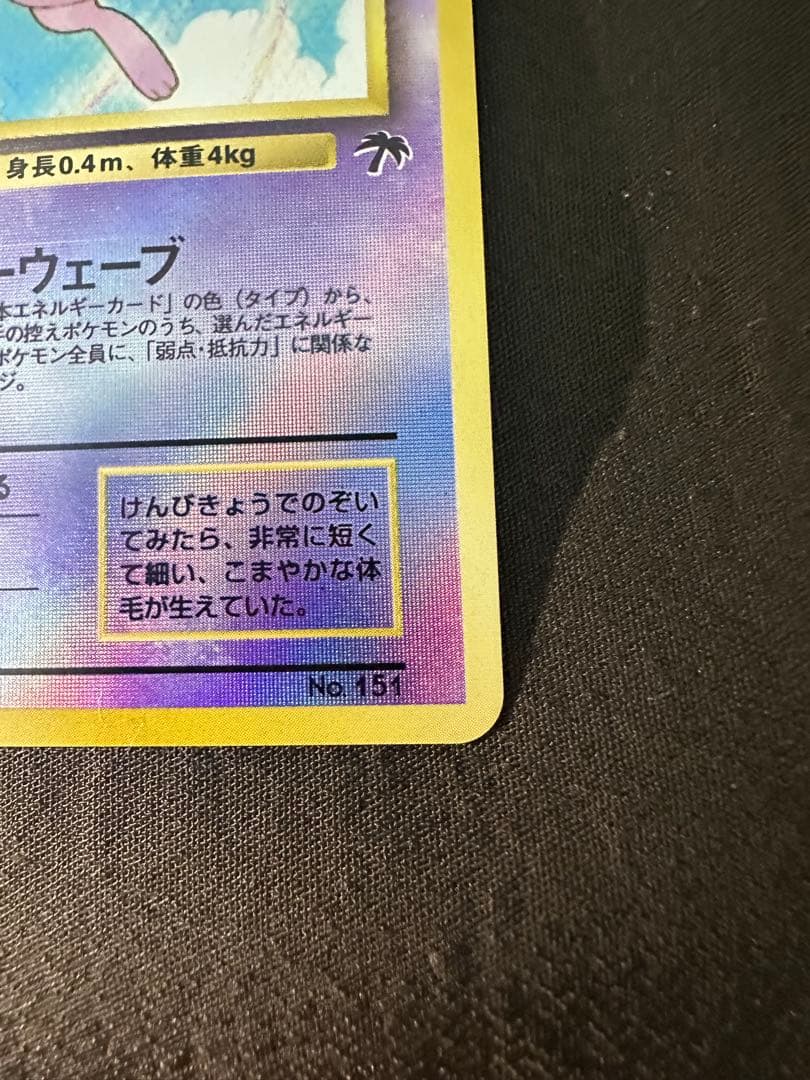 身長0.4m、体重4kg
ーウェーブ
本エネルギーカード」の色（タイプ）から、
の控えポケモンのうち、選んだエネルギー
ポケモン全員に、「弱点・抵抗力」に関係な
ジ。
る
けんびきょうでのぞい
てみたら、非常に短く
て細い、こまやかな体
毛が生えていた。
No 151